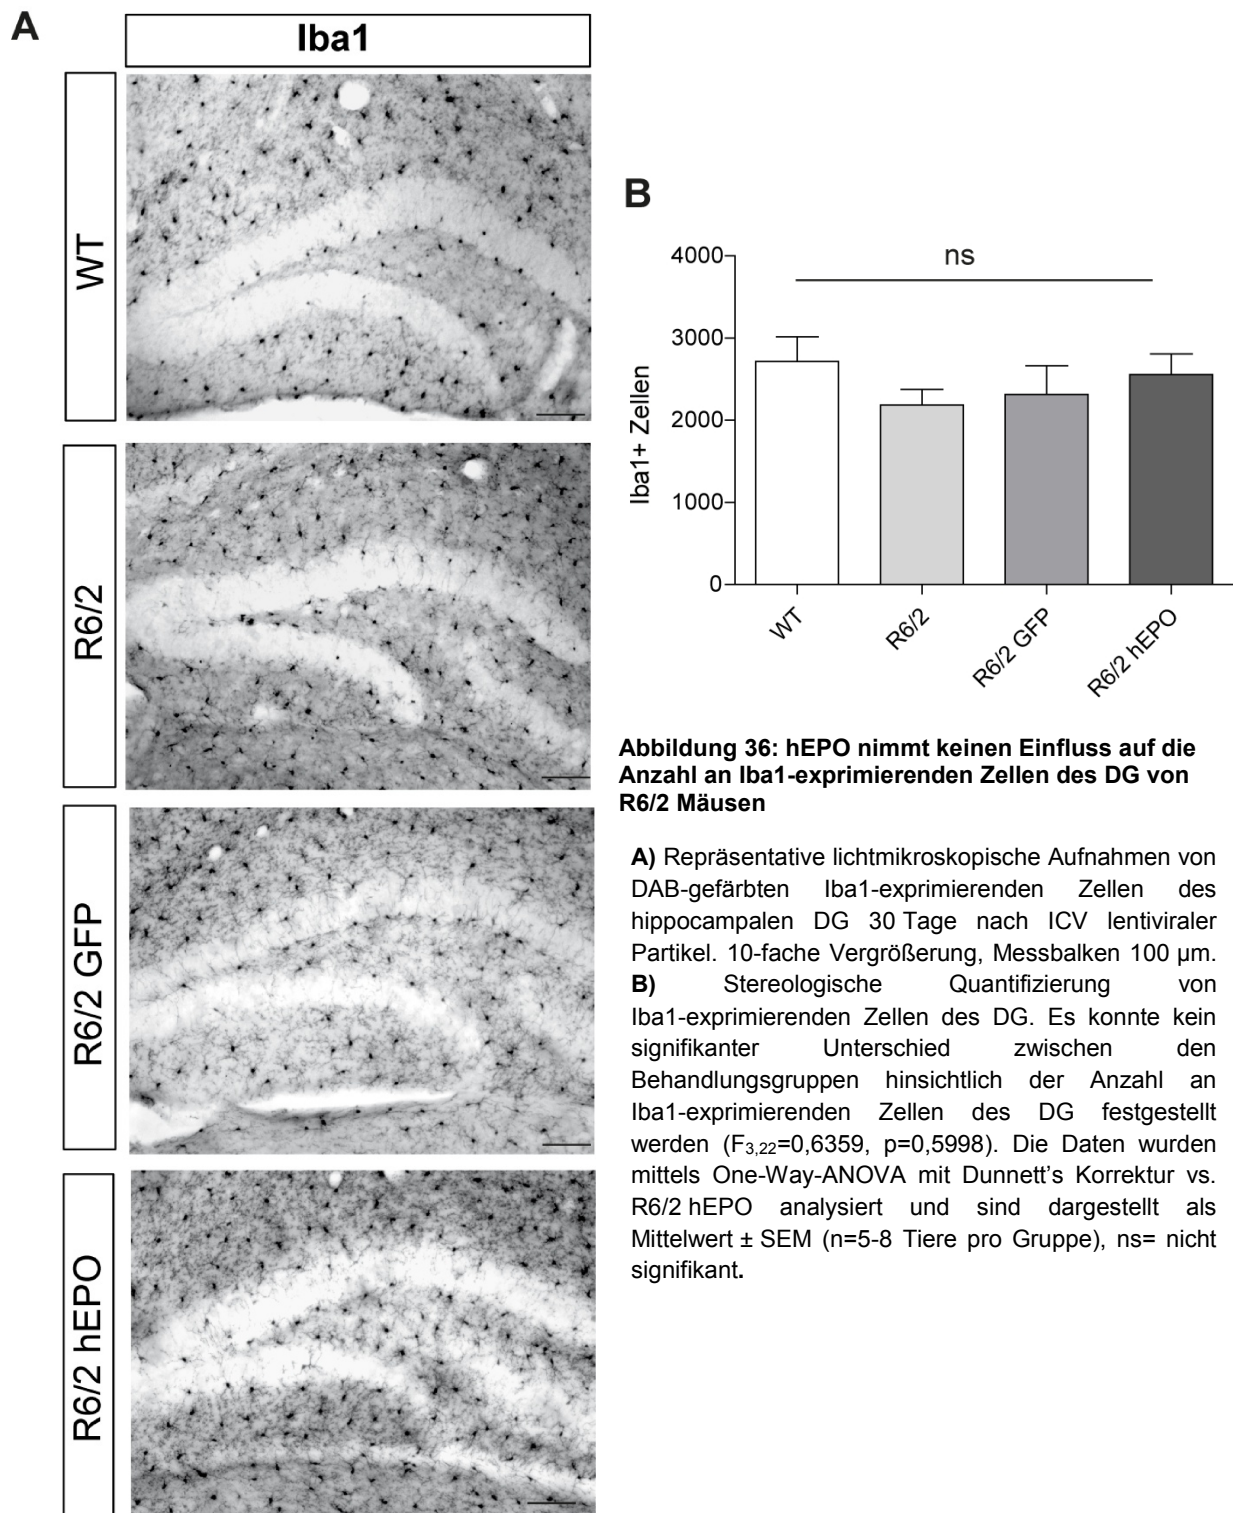 A
Iba1
WT
R6/2
R6/2 GFP
R6/2 hEPO
B
ns
4000
3000
2000
1000
0
Iba1+ Zellen
WT
R6/2
R6/2 GFP
R6/2 hEPO
Abbildung 36: hEPO nimmt keinen Einfluss auf die
Anzahl an Iba1-exprimierenden Zellen des DG von
R6/2 Mäusen
A) Repräsentative lichtmikroskopische Aufnahmen von
DAB-gefärbten Iba1-exprimierenden Zellen des
hippocampalen DG 30 Tage nach ICV lentiviraler
Partikel. 10-fache Vergrößerung, Messbalken 100 µm.
B) Stereologische Quantifizierung von
Iba1-exprimierenden Zellen des DG. Es konnte kein
signifikanter Unterschied zwischen den
Behandlungsgruppen hinsichtlich der Anzahl an
Iba1-exprimierenden Zellen des DG festgestellt
werden (F3,22=0,6359, p=0,5998). Die Daten wurden
mittels One-Way-ANOVA mit Dunnett’s Korrektur vs.
R6/2 hEPO analysiert und sind dargestellt als
Mittelwert ± SEM (n=5-8 Tiere pro Gruppe), ns= nicht
signifikant.